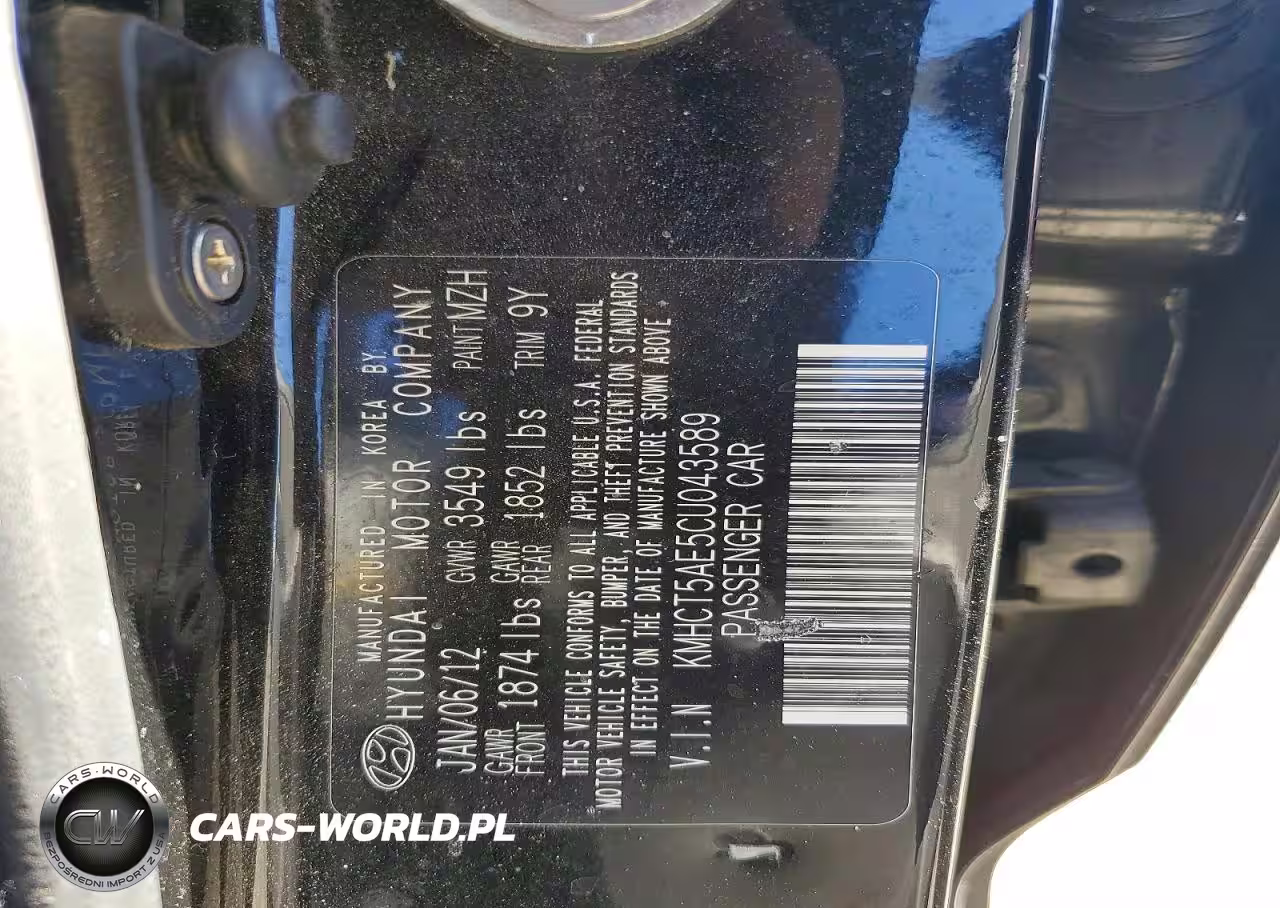 MANUFACTURED IN KOREA BY
HYUNDAI MOTOR COMPANY
JAN/06/12 GVWR 3549 lbs PAINT MZH
GAWR FRONT 1874 lbs GAWR REAR 1852 lbs TRIM 9Y
THIS VEHICLE CONFORMS TO ALL APPLICABLE U.S.A. FEDERAL
MOTOR VEHICLE SAFETY, BUMPER, AND THEFT PREVENTION STANDARDS
IN EFFECT ON THE DATE OF MANUFACTURE SHOWN ABOVE
V.I.N KMHCT5AE5CU043589
PASSENGER CAR
CARS-WORLD
CW
BEZPOŚREDNI IMPORT Z USA
CARS-WORLD.PL